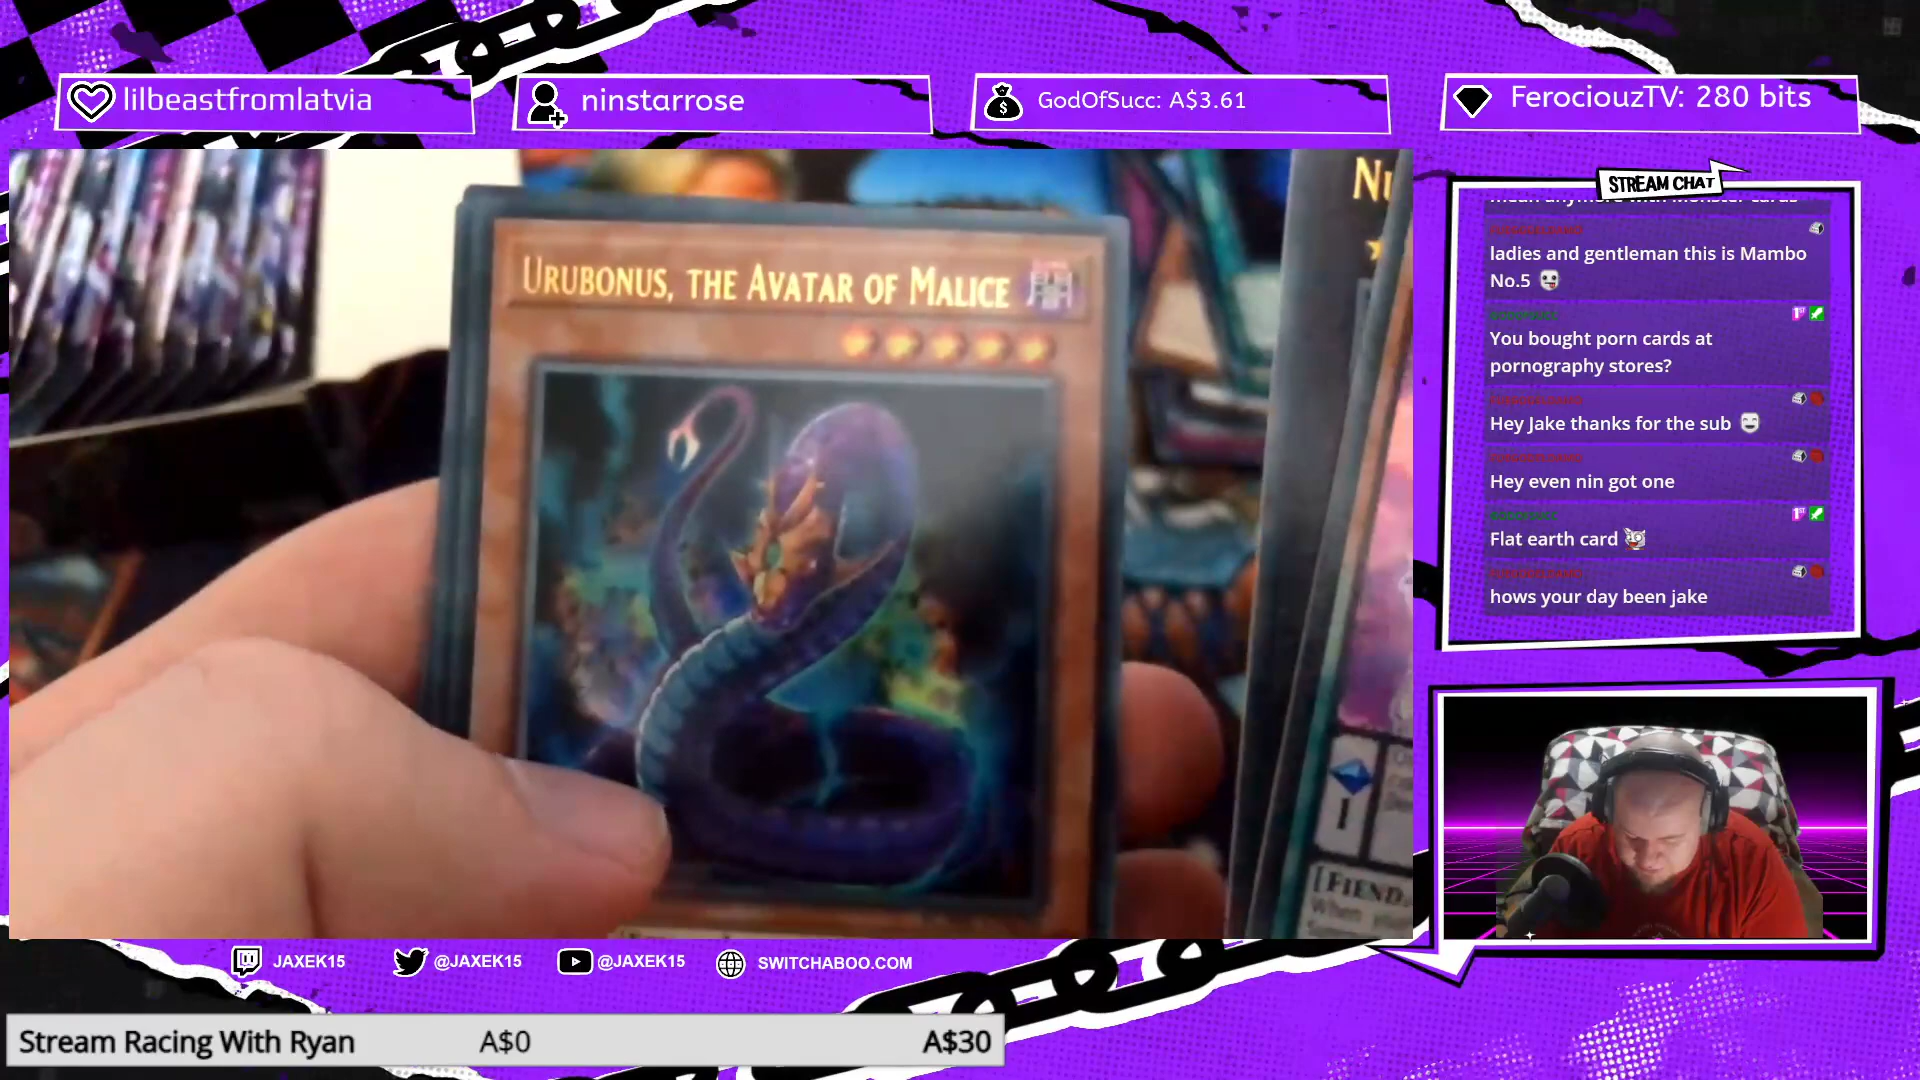 lilbeastfromlatvia
ninstarrose
GodOfSucc: A$3.61
FerociouzTV: 280 bits
STREAM CHAT
ladies and gentleman this is Mambo
No.5
You bought porn cards at
pornography stores?
Hey Jake thanks for the sub
Hey even nin got one
Flat earth card
hows your day been jake
URUBONUS, THE AVATAR OF MALICE
1
[FIEND
When
JAXEK15
@JAXEK15
@JAXEK15
SWITCHABOO.COM
Stream Racing With Ryan
A$0
A$30